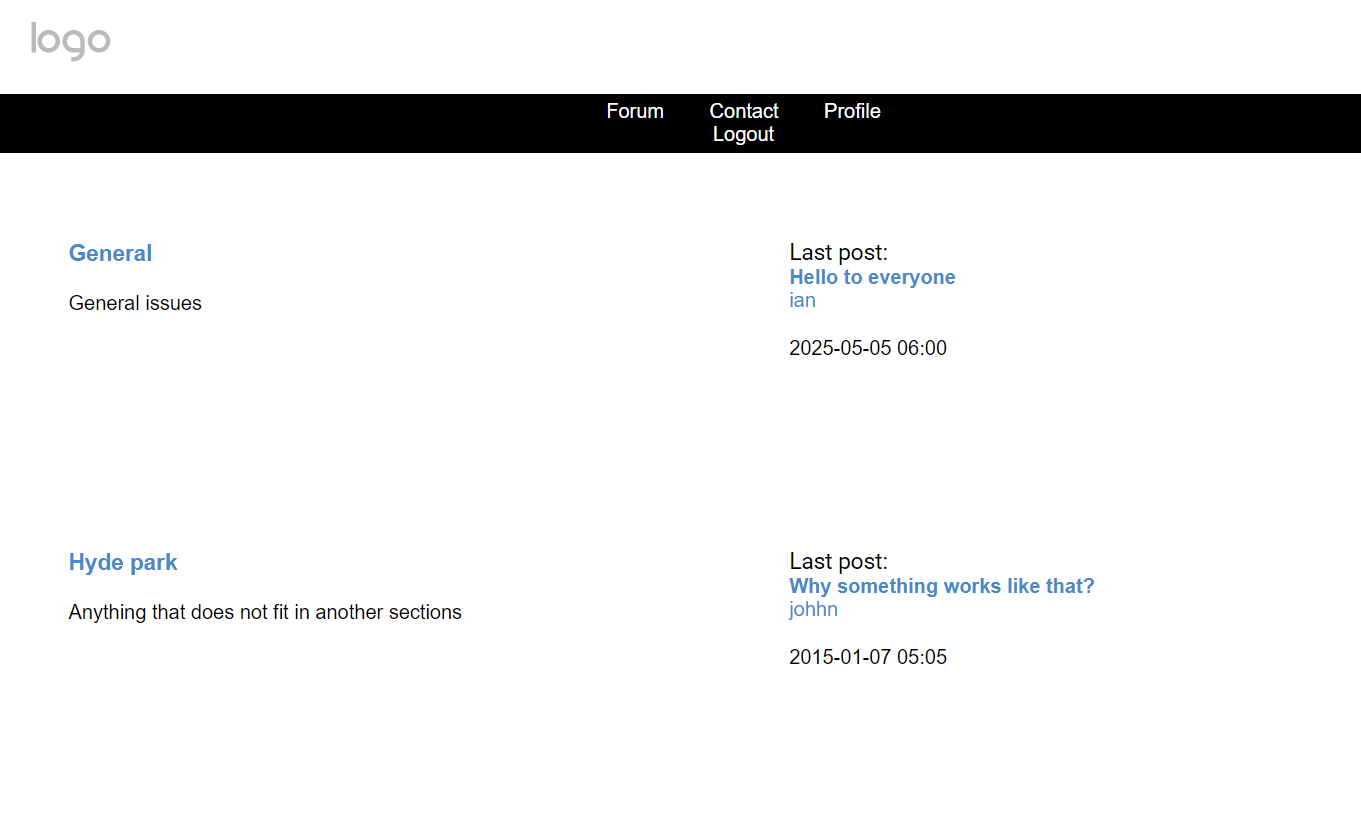 logo
Forum Contact Profile
Logout
General
General issues
Last post:
Hello to everyone
ian
2025-05-05 06:00
Hyde park
Anything that does not fit in another sections
Last post:
Why something works like that?
johhn
2015-01-07 05:05